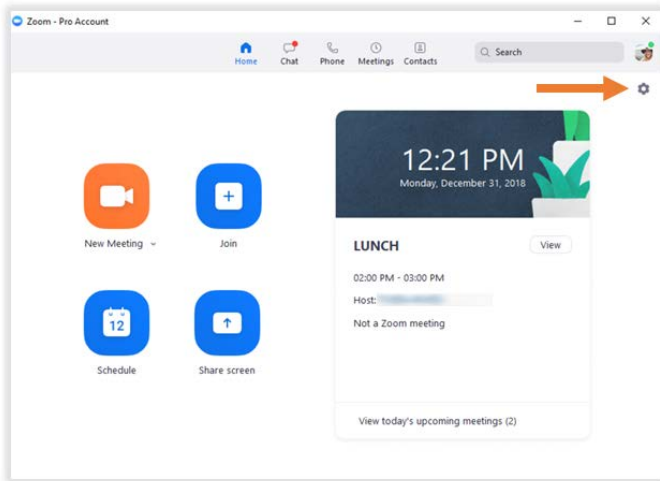 Zoom - Pro Account
Home Chat Phone Meetings Contacts
Search
12:21 PM
Monday, December 31, 2018
New Meeting
Join
LUNCH
View
02:00 PM - 03:00 PM
Host:
Not a Zoom meeting
12
Schedule
Share screen
View today's upcoming meetings (2)